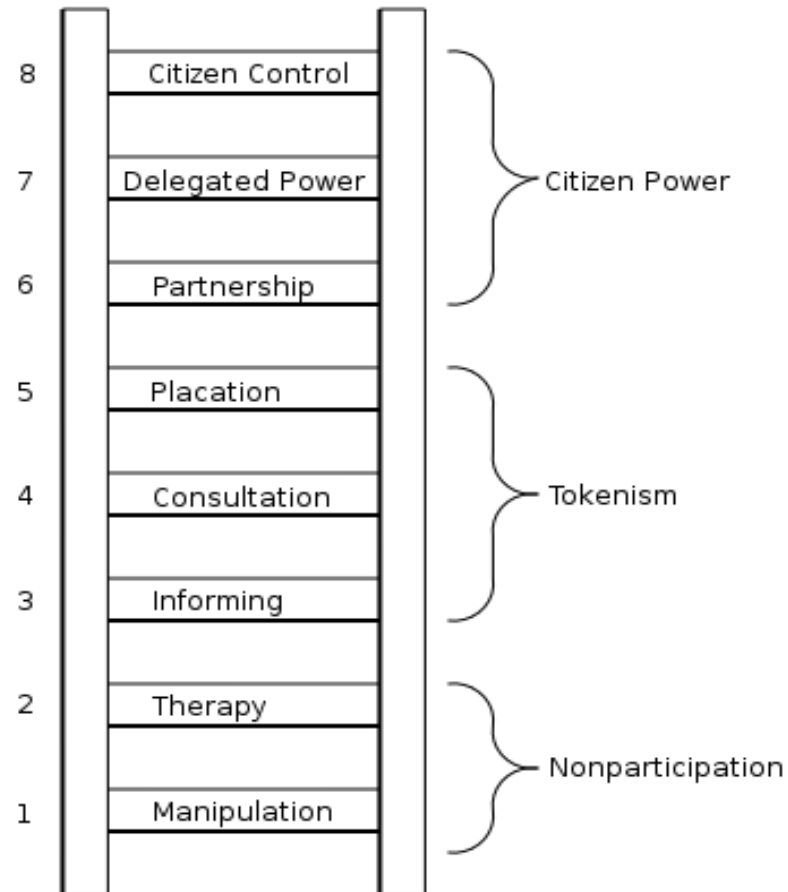 8 Citizen Control
7 Delegated Power
Citizen Power
6 Partnership
5 Placation
4 Consultation
Tokenism
3 Informing
2 Therapy
Nonparticipation
1 Manipulation